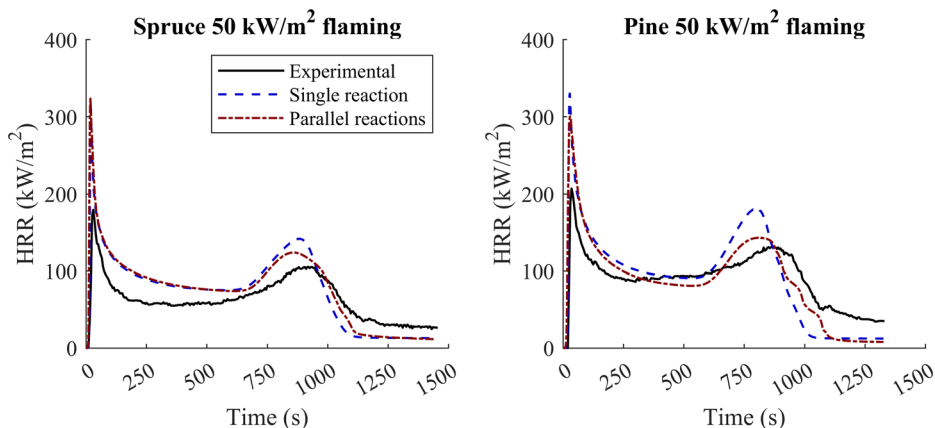 Spruce 50 kW/m² flaming
400
300
200
100
0
HRR (kW/m²)
Experimental
Single reaction
Parallel reactions
0 250 500 750 1000 1250 1500
Time (s)
Pine 50 kW/m² flaming
400
300
200
100
0
HRR (kW/m²)
0 250 500 750 1000 1250 1500
Time (s)